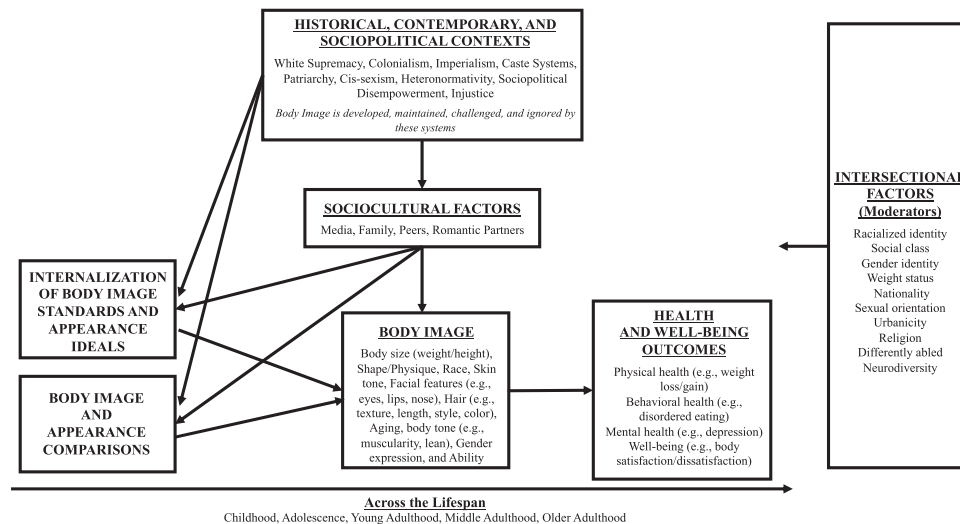 HISTORICAL, CONTEMPORARY, AND
SOCIOPOLITICAL CONTEXTS
White Supremacy, Colonialism, Imperialism, Caste Systems,
Patriarchy, Cis-sexism, Heteronormativity, Sociopolitical
Disempowerment, Injustice
Body Image is developed, maintained, challenged, and ignored by
these systems
SOCIOCULTURAL FACTORS
Media, Family, Peers, Romantic Partners
INTERNALIZATION
OF BODY IMAGE
STANDARDS AND
APPEARANCE
IDEALS
BODY IMAGE
AND
APPEARANCE
COMPARISONS
BODY IMAGE
Body size (weight/height),
Shape/Physique, Race, Skin
tone, Facial features (e.g.,
eyes, lips, nose), Hair (e.g.,
texture, length, style, color),
Aging, body tone (e.g.,
muscularity, lean), Gender
expression, and Ability
HEALTH
AND WELL-BEING
OUTCOMES
Physical health (e.g., weight
loss/gain)
Behavioral health (e.g.,
disordered eating)
Mental health (e.g., depression)
Well-being (e.g., body
satisfaction/dissatisfaction)
INTERSECTIONAL
FACTORS
(Moderators)
Racialized identity
Social class
Gender identity
Weight status
Nationality
Sexual orientation
Urbanicity
Religion
Differently abled
Neurodiversity
Across the Lifespan
Childhood, Adolescence, Young Adulthood, Middle Adulthood, Older Adulthood